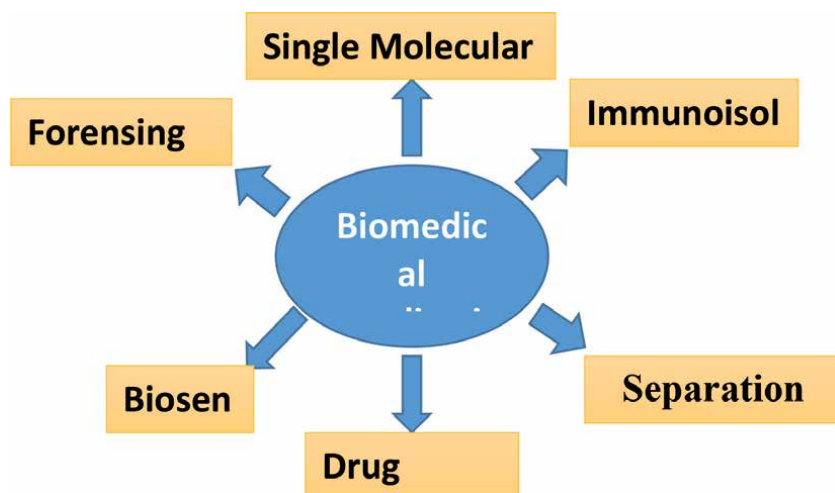 Single Molecular
Forensing
Immunoisol
Biomedic
al
Biosen
Separation
Drug